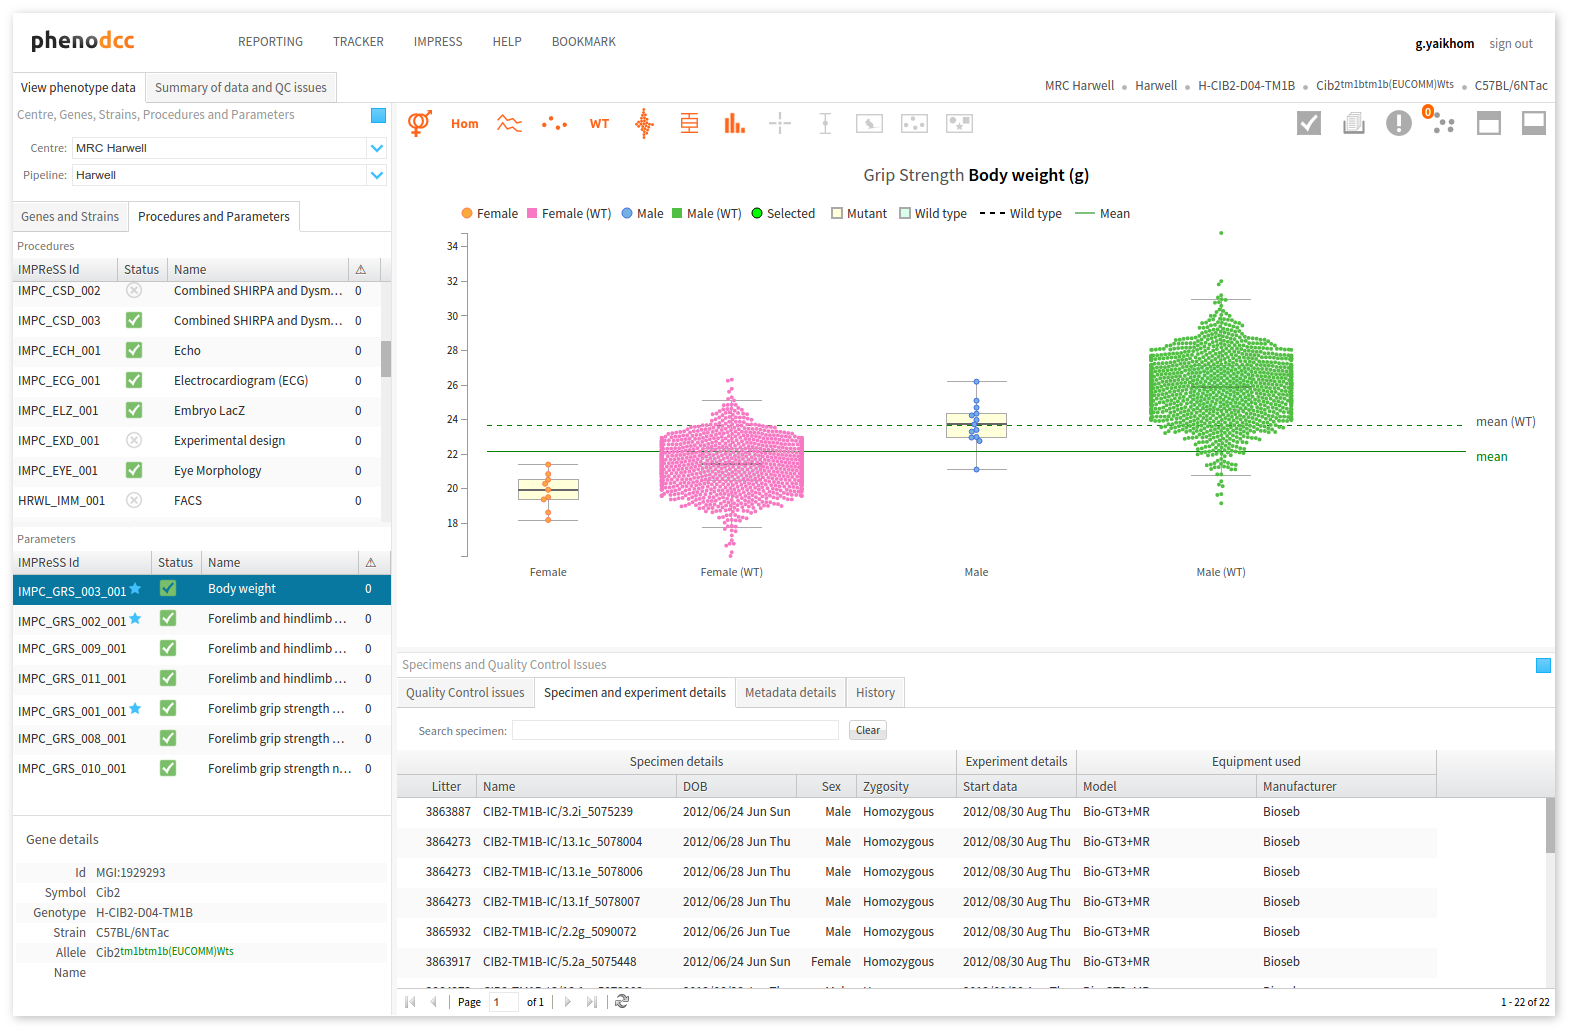 phenodcc
REPORTING TRACKER IMPRESS HELP BOOKMARK
g.yaikhom sign out
View phenotype data Summary of data and QC issues
MRC Harwell • Harwell • H-CIB2-D04-TM1B • Cib2tm1btm1b(EUCOMM)Wts • C57BL/6NTac
Centre, Genes, Strains, Procedures and Parameters
Centre: MRC Harwell
Pipeline: Harwell
Genes and Strains Procedures and Parameters
Procedures
IMPReSS Id Status Name ⚠
IMPC_CSD_002 Combined SHIRPA and Dysm... 0
IMPC_CSD_003 Combined SHIRPA and Dysm... 0
IMPC_ECH_001 Echo 0
IMPC_ECG_001 Electrocardiogram (ECG) 0
IMPC_ELZ_001 Embryo LacZ 0
IMPC_EXD_001 Experimental design 0
IMPC_EYE_001 Eye Morphology 0
HRWL_IMM_001 FACS 0
Parameters
IMPReSS Id Status Name ⚠
IMPC_GRS_003_001 Body weight 0
IMPC_GRS_002_001 Forelimb and hindlimb ... 0
IMPC_GRS_009_001 Forelimb and hindlimb ... 0
IMPC_GRS_011_001 Forelimb and hindlimb ... 0
IMPC_GRS_001_001 Forelimb grip strength ... 0
IMPC_GRS_008_001 Forelimb grip strength ... 0
IMPC_GRS_010_001 Forelimb grip strength n... 0
Gene details
Id MGI:1929293
Symbol Cib2
Genotype H-CIB2-D04-TM1B
Strain C57BL/6NTac
Allele Cib2tm1btm1b(EUCOMM)Wts
Name
Hom WT 0
Grip Strength Body weight (g)
Female Female (WT) Male Male (WT) Selected Mutant Wild type Wild type Mean
34
32
30
28
26
24
22
20
18
mean (WT)
mean
Female Female (WT) Male Male (WT)
Specimens and Quality Control Issues
Quality Control issues Specimen and experiment details Metadata details History
Search specimen: Clear
Specimen details Experiment details Equipment used
Litter Name DOB Sex Zygosity Start data Model Manufacturer
3863887 CIB2-TM1B-IC/3.2i_5075239 2012/06/24 Jun Sun Male Homozygous 2012/08/30 Aug Thu Bio-GT3+MR Bioseb
3864273 CIB2-TM1B-IC/13.1c_5078004 2012/06/28 Jun Thu Male Homozygous 2012/08/30 Aug Thu Bio-GT3+MR Bioseb
3864273 CIB2-TM1B-IC/13.1e_5078006 2012/06/28 Jun Thu Male Homozygous 2012/08/30 Aug Thu Bio-GT3+MR Bioseb
3864273 CIB2-TM1B-IC/13.1f_5078007 2012/06/28 Jun Thu Male Homozygous 2012/08/30 Aug Thu Bio-GT3+MR Bioseb
3865932 CIB2-TM1B-IC/2.2g_5090072 2012/06/26 Jun Tue Male Homozygous 2012/08/30 Aug Thu Bio-GT3+MR Bioseb
3863917 CIB2-TM1B-IC/5.2a_5075448 2012/06/24 Jun Sun Female Homozygous 2012/08/30 Aug Thu Bio-GT3+MR Bioseb
Page 1 of 1
1 - 22 of 22